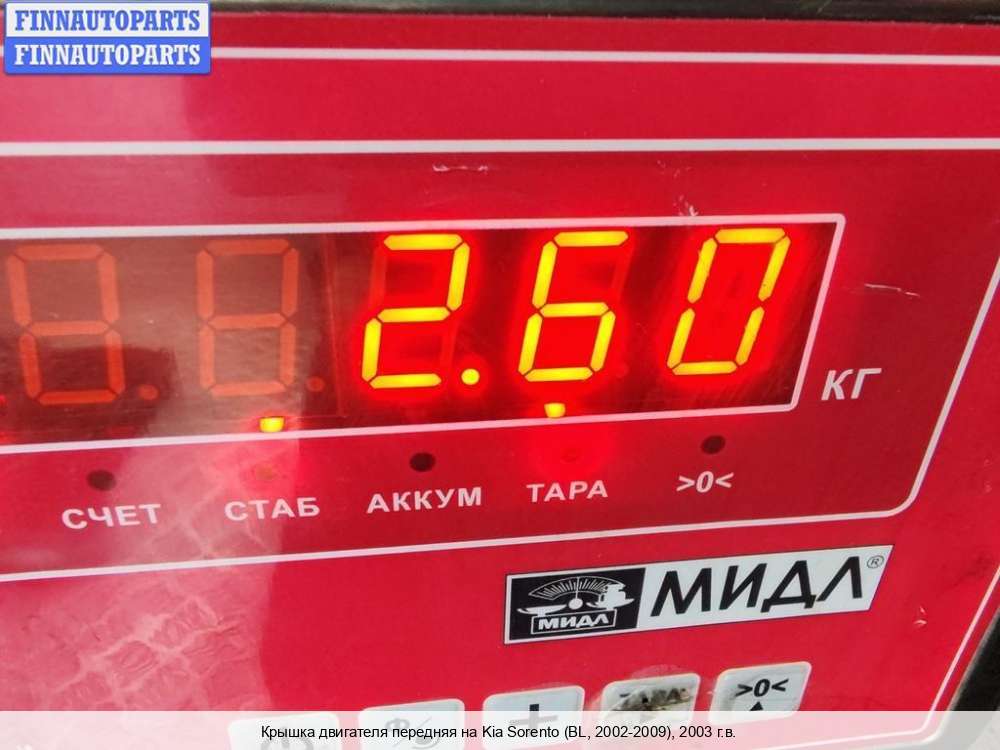 FINNAUTOPARTS
FINNAUTOPARTS
2.60
КГ
СЧЕТ СТАБ АККУМ ТАРА >0<
МИДЛ МИДЛ®
+ ТАРА >0<
Крышка двигателя передняя на Kia Sorento (BL, 2002-2009), 2003 г.в.